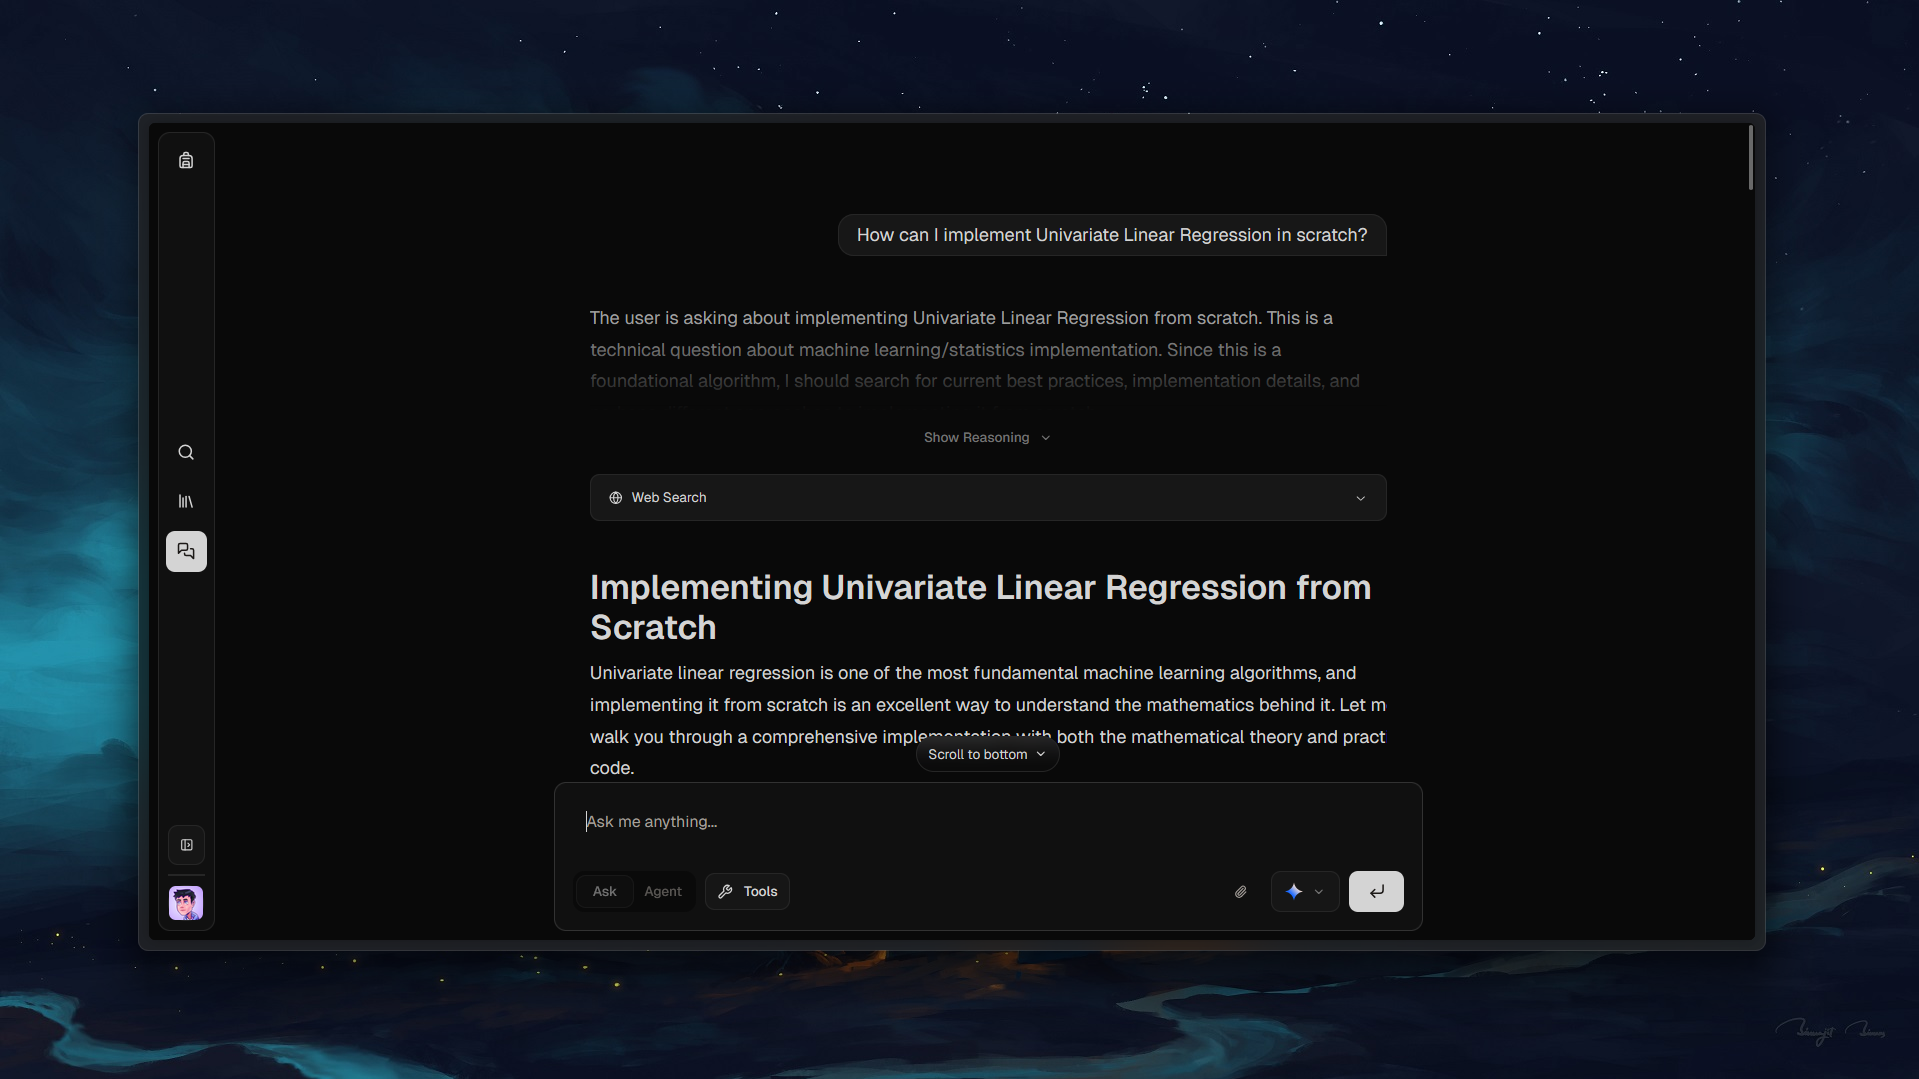 How can I implement Univariate Linear Regression in scratch?
The user is asking about implementing Univariate Linear Regression from scratch. This is a
technical question about machine learning/statistics implementation. Since this is a
foundational algorithm, I should search for current best practices, implementation details, and
Show Reasoning
Web Search
Implementing Univariate Linear Regression from
Scratch
Univariate linear regression is one of the most fundamental machine learning algorithms, and
implementing it from scratch is an excellent way to understand the mathematics behind it. Let m
walk you through a comprehensive implementation with both the mathematical theory and pract
code.
Scroll to bottom
Ask me anything...
Ask
Agent
Tools